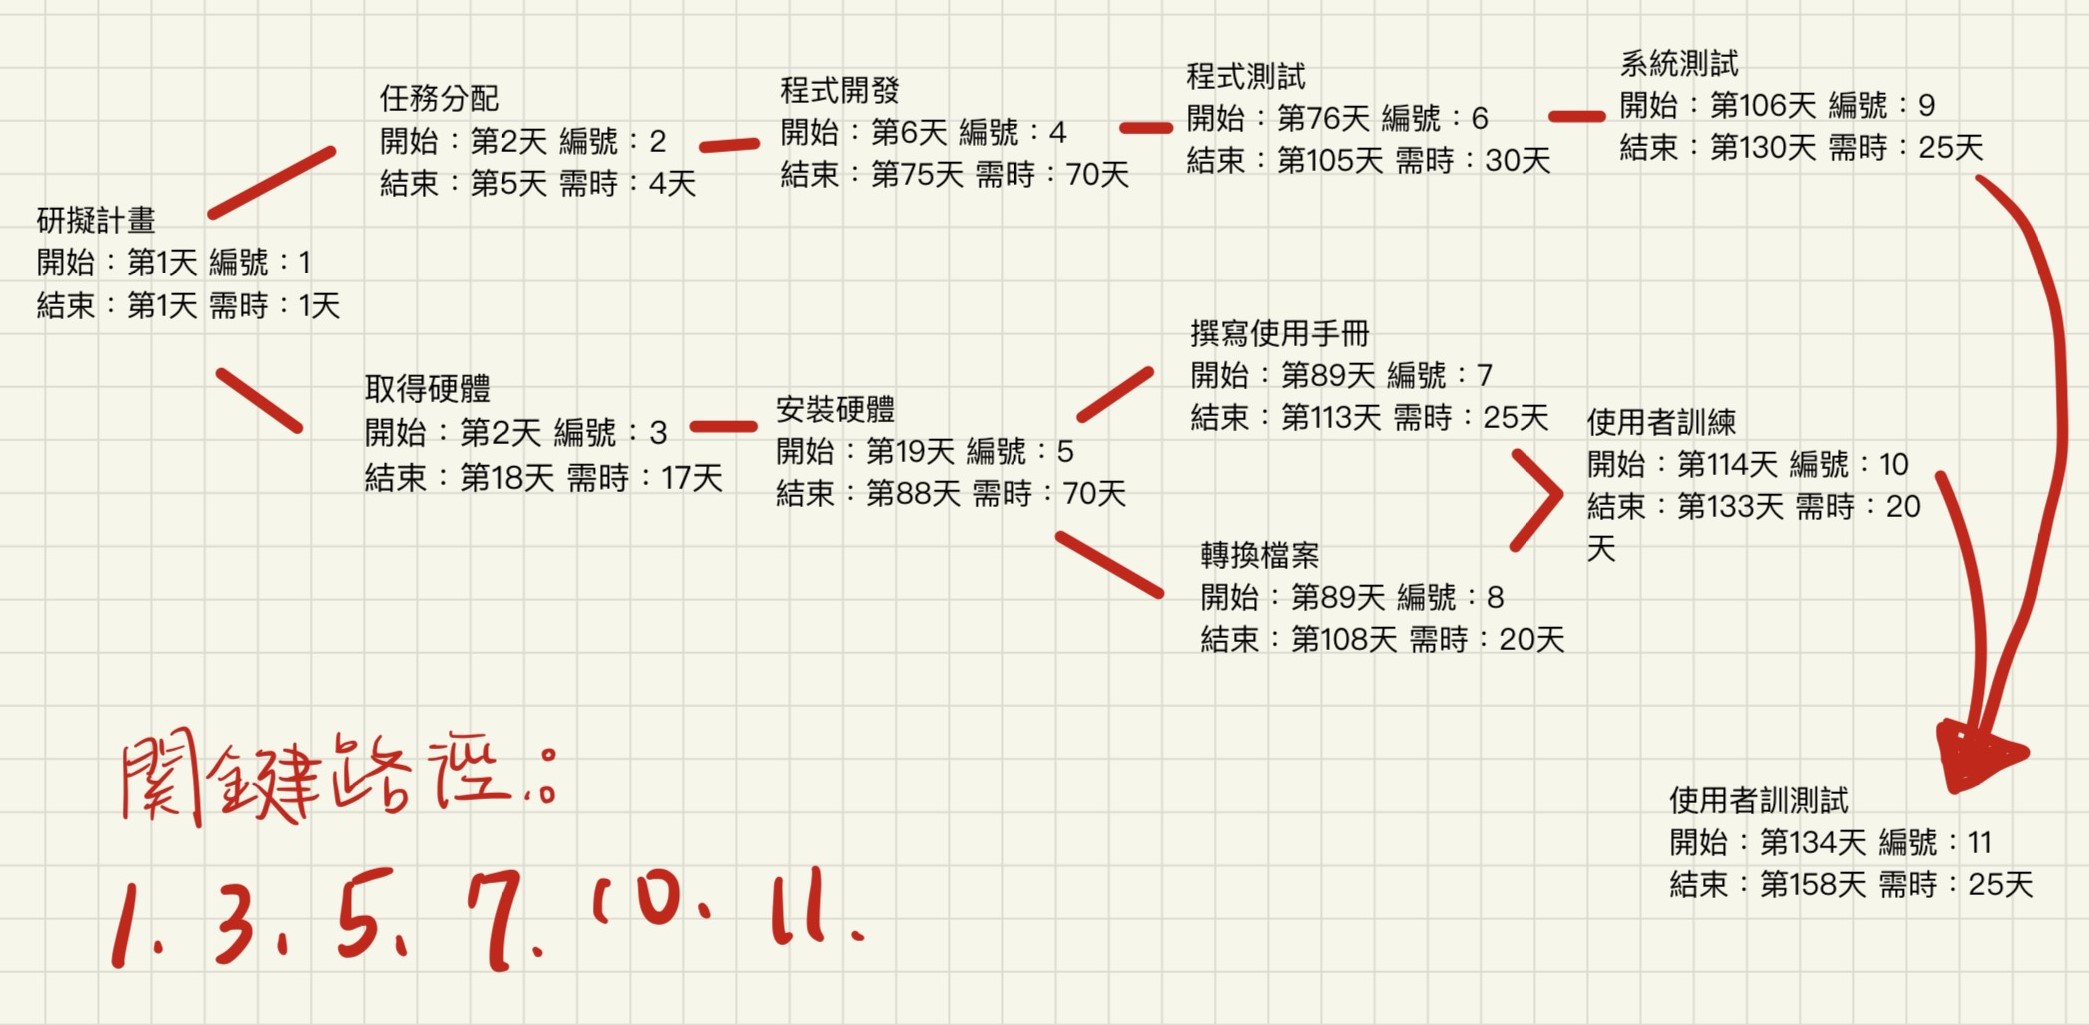 研擬計畫
開始：第1天 編號：1
結束：第1天 需時：1天
任務分配
開始：第2天 編號：2
結束：第5天 需時：4天
程式開發
開始：第6天 編號：4
結束：第75天 需時：70天
程式測試
開始：第76天 編號：6
結束：第105天 需時：30天
系統測試
開始：第106天 編號：9
結束：第130天 需時：25天
取得硬體
開始：第2天 編號：3
結束：第18天 需時：17天
安裝硬體
開始：第19天 編號：5
結束：第88天 需時：70天
撰寫使用手冊
開始：第89天 編號：7
結束：第113天 需時：25天
轉換檔案
開始：第89天 編號：8
結束：第108天 需時：20天
使用者訓練
開始：第114天 編號：10
結束：第133天 需時：20
天
使用者訓測試
開始：第134天 編號：11
結束：第158天 需時：25天
關鍵路徑：
1. 3. 5. 7. 10. 11.